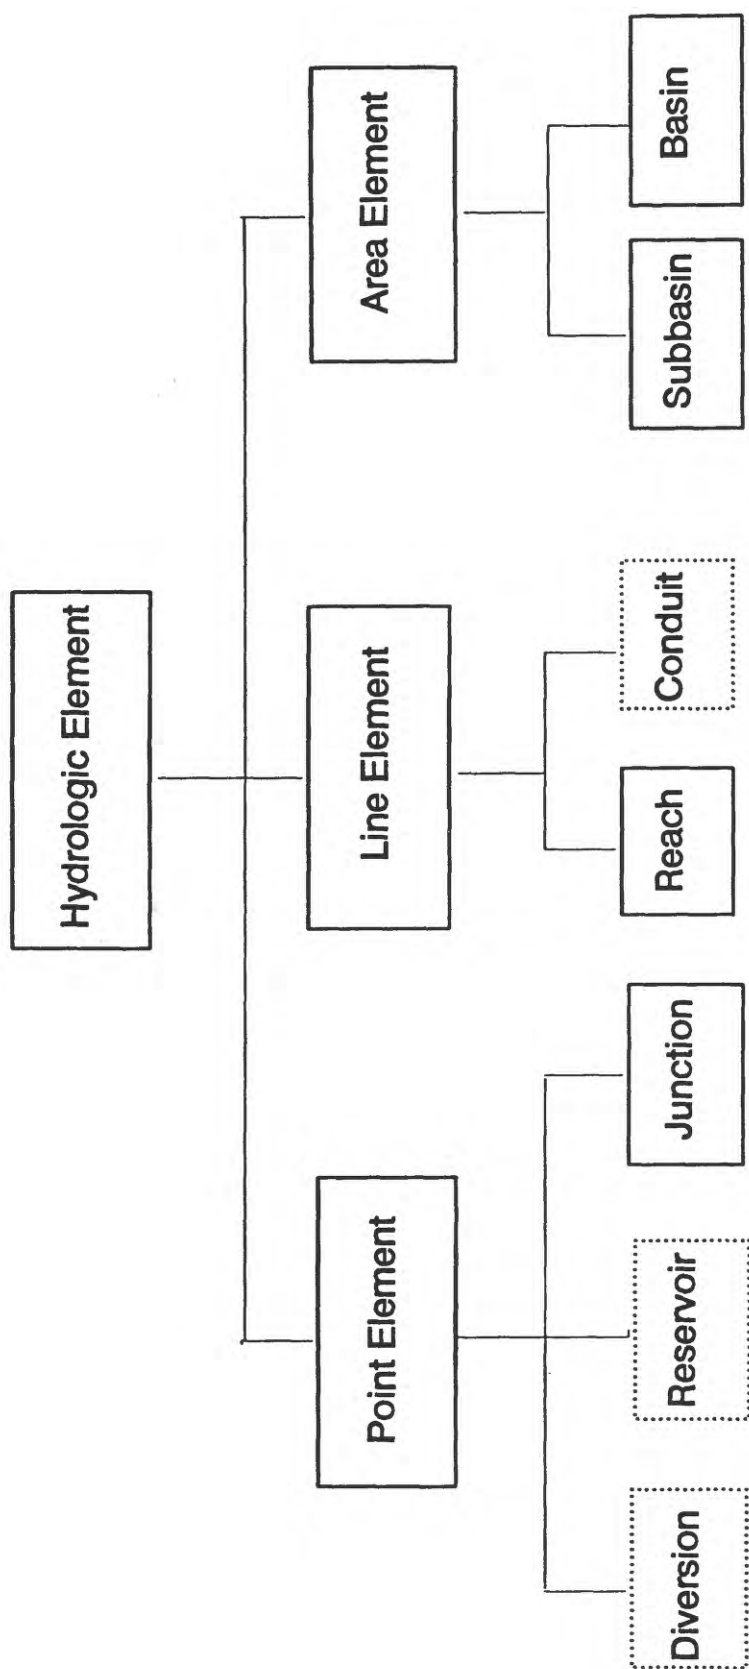 Hydrologic Element
Point Element
Line Element
Area Element
Diversion
Reservoir
Junction
Reach
Conduit
Subbasin
Basin